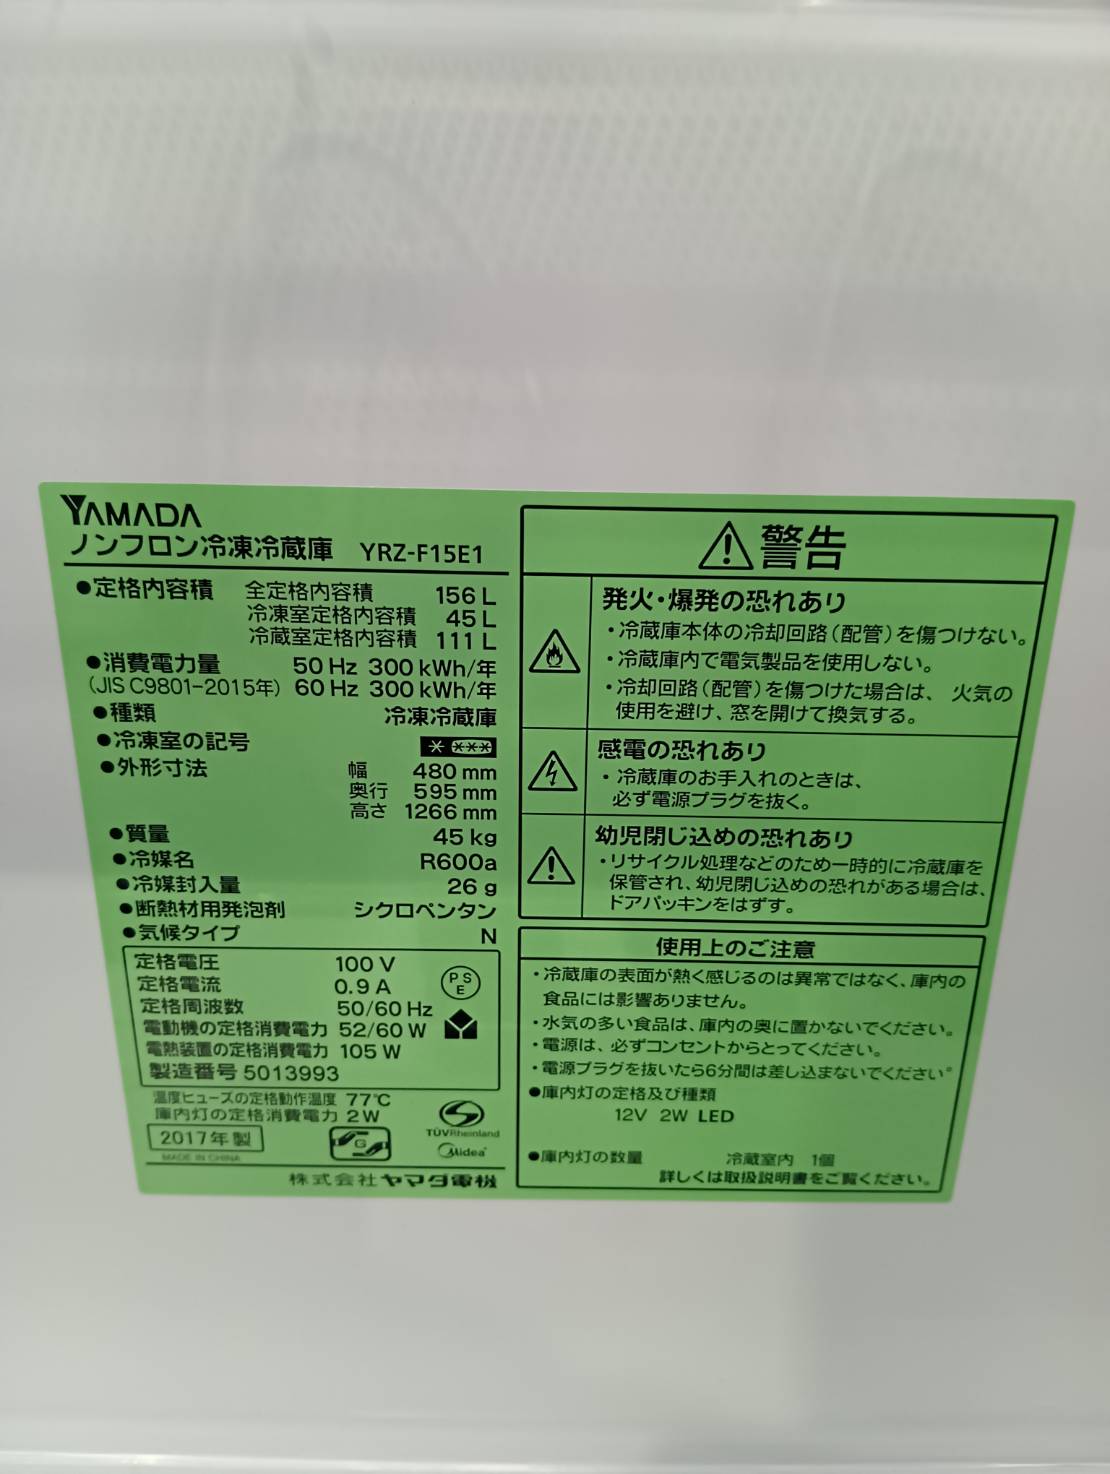 YAMADA
ノンフロン冷凍冷蔵庫 YRZ-F15E1
●定格内容積 全定格内容積 156 L
冷凍室定格内容積 45 L
冷蔵室定格内容積 111 L
●消費電力量 50 Hz 300 kWh/年
(JIS C9801-2015年) 60 Hz 300 kWh/年
●種類 冷凍冷蔵庫
●冷凍室の記号
●外形寸法 幅 480 mm
奥行 595 mm
高さ 1266 mm
●質量 45 kg
●冷媒名 R600a
●冷媒封入量 26 g
●断熱材用発泡剤 シクロペンタン
●気候タイプ N
定格電圧 100 V
定格電流 0.9 A
定格周波数 50/60 Hz
電動機の定格消費電力 52/60 W
電熱装置の定格消費電力 105 W
製造番号 5013993
PS
E
温度ヒューズの定格動作温度 77℃
庫内灯の定格消費電力 2 W
2017年製
MADE IN CHINA
G
TÜVRheinland
Midea
株式会社ヤマダ電機
警告
発火・爆発の恐れあり
・冷蔵庫本体の冷却回路(配管)を傷つけない。
・冷蔵庫内で電気製品を使用しない。
・冷却回路(配管)を傷つけた場合は、火気の
使用を避け、窓を開けて換気する。
感電の恐れあり
・冷蔵庫のお手入れのときは、
必ず電源プラグを抜く。
幼児閉じ込めの恐れあり
・リサイクル処理などのため一時的に冷蔵庫を
保管され、幼児閉じ込めの恐れがある場合は、
ドアパッキンをはずす。
使用上のご注意
・冷蔵庫の表面が熱く感じるのは異常ではなく、庫内の
食品には影響ありません。
・水気の多い食品は、庫内の奥に置かないでください。
・電源は、必ずコンセントからとってください。
・電源プラグを抜いたら6分間は差し込まないでください。
●庫内灯の定格及び種類
12V 2W LED
●庫内灯の数量 冷蔵室内 1個
詳しくは取扱説明書をご覧ください。